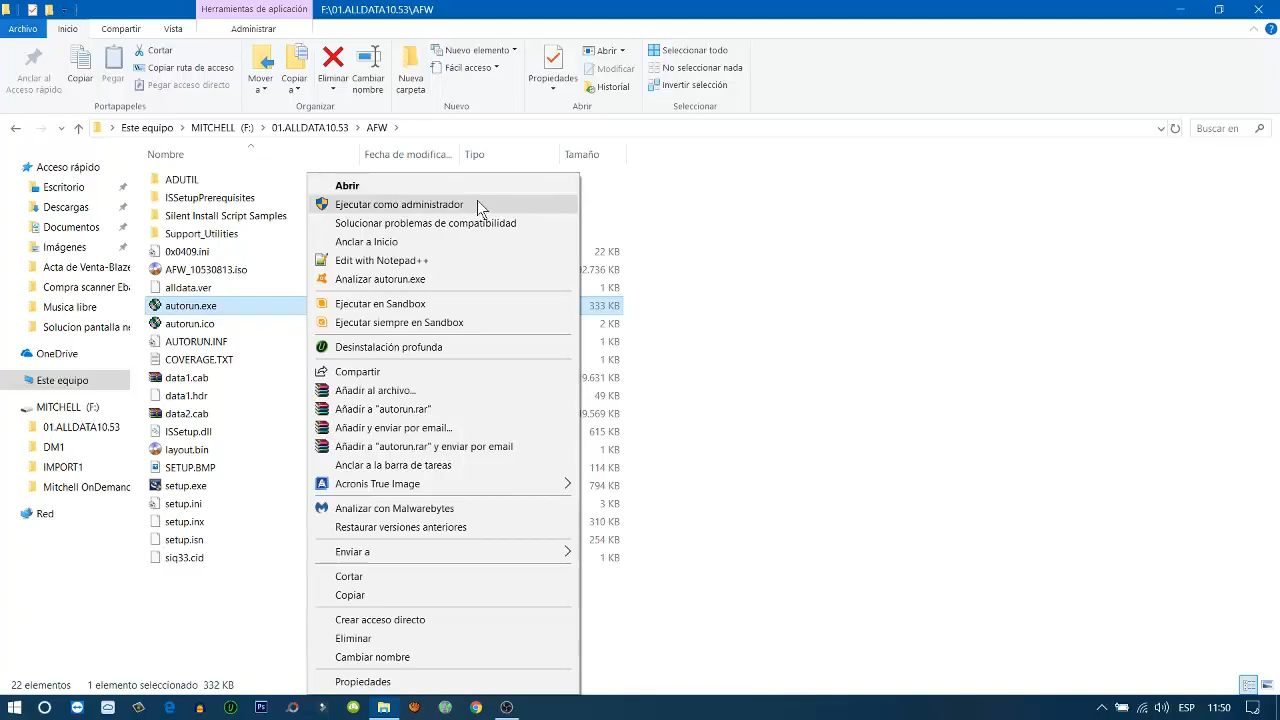 Herramientas de aplicación
F:\01.ALLDATA10.53\AFW
Archivo
Inicio
Compartir
Vista
Administrar
Anclar al
Acceso rápido
Copiar
Pegar
Cortar
Copiar ruta de acceso
Pegar acceso directo
Portapapeles
Mover
a
Copiar
a
Eliminar
Cambiar
nombre
Organizar
Nueva
carpeta
Nuevo elemento
Fácil acceso
Nuevo
Propiedades
Abrir
Modificar
Historial
Abrir
Seleccionar todo
No seleccionar nada
Invertir selección
Seleccionar
Este equipo > MITCHELL (F:) > 01.ALLDATA10.53 > AFW >
Buscar en
Nombre
Fecha de modifica...
Tipo
Tamaño
Acceso rápido
Escritorio
Descargas
Documentos
Imágenes
Acta de Venta-Blaze
Compra scanner Eba
Musica libre
Solucion pantalla ne
OneDrive
Este equipo
MITCHELL (F:)
01.ALLDATA10.53
DM1
IMPORT1
Mitchell OnDemanc
Red
ADUTIL
ISSetupPrerequisites
Silent Install Script Samples
Support_Utilities
0x0409.ini
22 KB
AFW_10530813.iso
2.736 KB
alldata.ver
1 KB
autorun.exe
333 KB
autorun.ico
2 KB
AUTORUN.INF
1 KB
COVERAGE.TXT
1 KB
data1.cab
9.631 KB
data1.hdr
49 KB
data2.cab
9.569 KB
ISSetup.dll
615 KB
layout.bin
1 KB
SETUP.BMP
114 KB
setup.exe
794 KB
setup.ini
3 KB
setup.inx
310 KB
setup.isn
254 KB
siq33.cid
1 KB
Abrir
Ejecutar como administrador
Solucionar problemas de compatibilidad
Anclar a Inicio
Edit with Notepad++
Analizar autorun.exe
Ejecutar en Sandbox
Ejecutar siempre en Sandbox
Desinstalación profunda
Compartir
Añadir al archivo...
Añadir a "autorun.rar"
Añadir y enviar por email...
Añadir a "autorun.rar" y enviar por email
Anclar a la barra de tareas
Acronis True Image
Analizar con Malwarebytes
Restaurar versiones anteriores
Enviar a
Cortar
Copiar
Crear acceso directo
Eliminar
Cambiar nombre
Propiedades
22 elementos
1 elemento seleccionado 332 KB
ESP
11:50